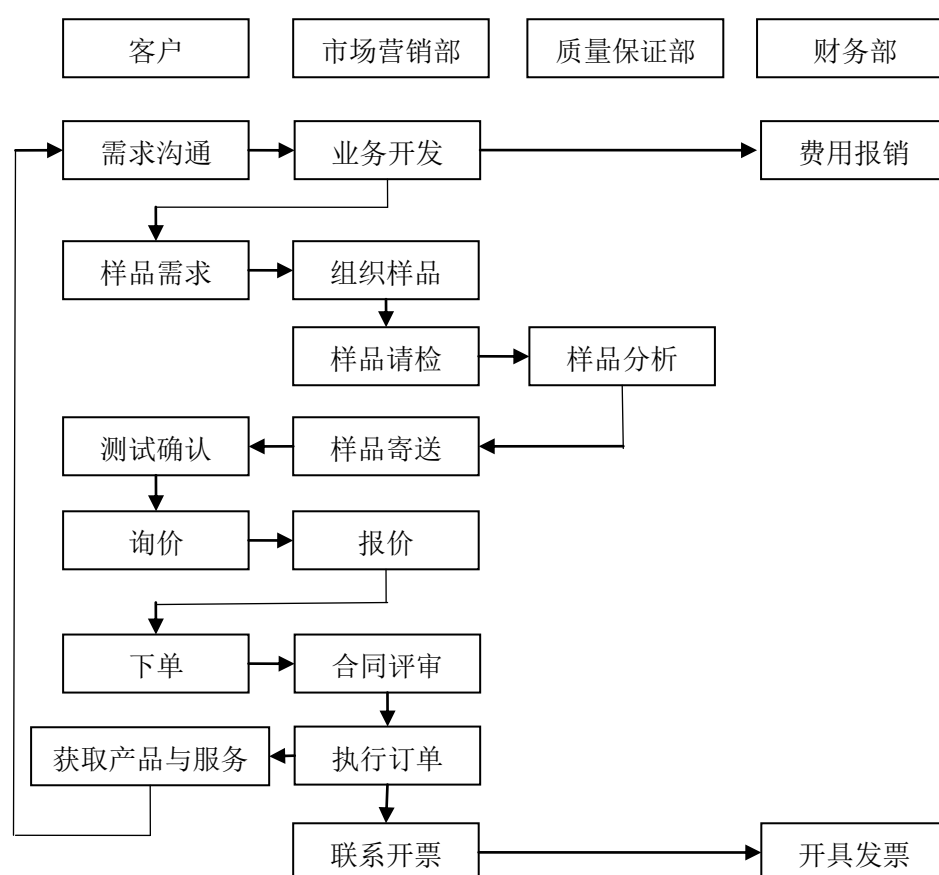 客户
市场营销部
质量保证部
财务部
需求沟通
业务开发
费用报销
样品需求
组织样品
样品请检
样品分析
测试确认
样品寄送
询价
报价
下单
合同评审
获取产品与服务
执行订单
联系开票
开具发票